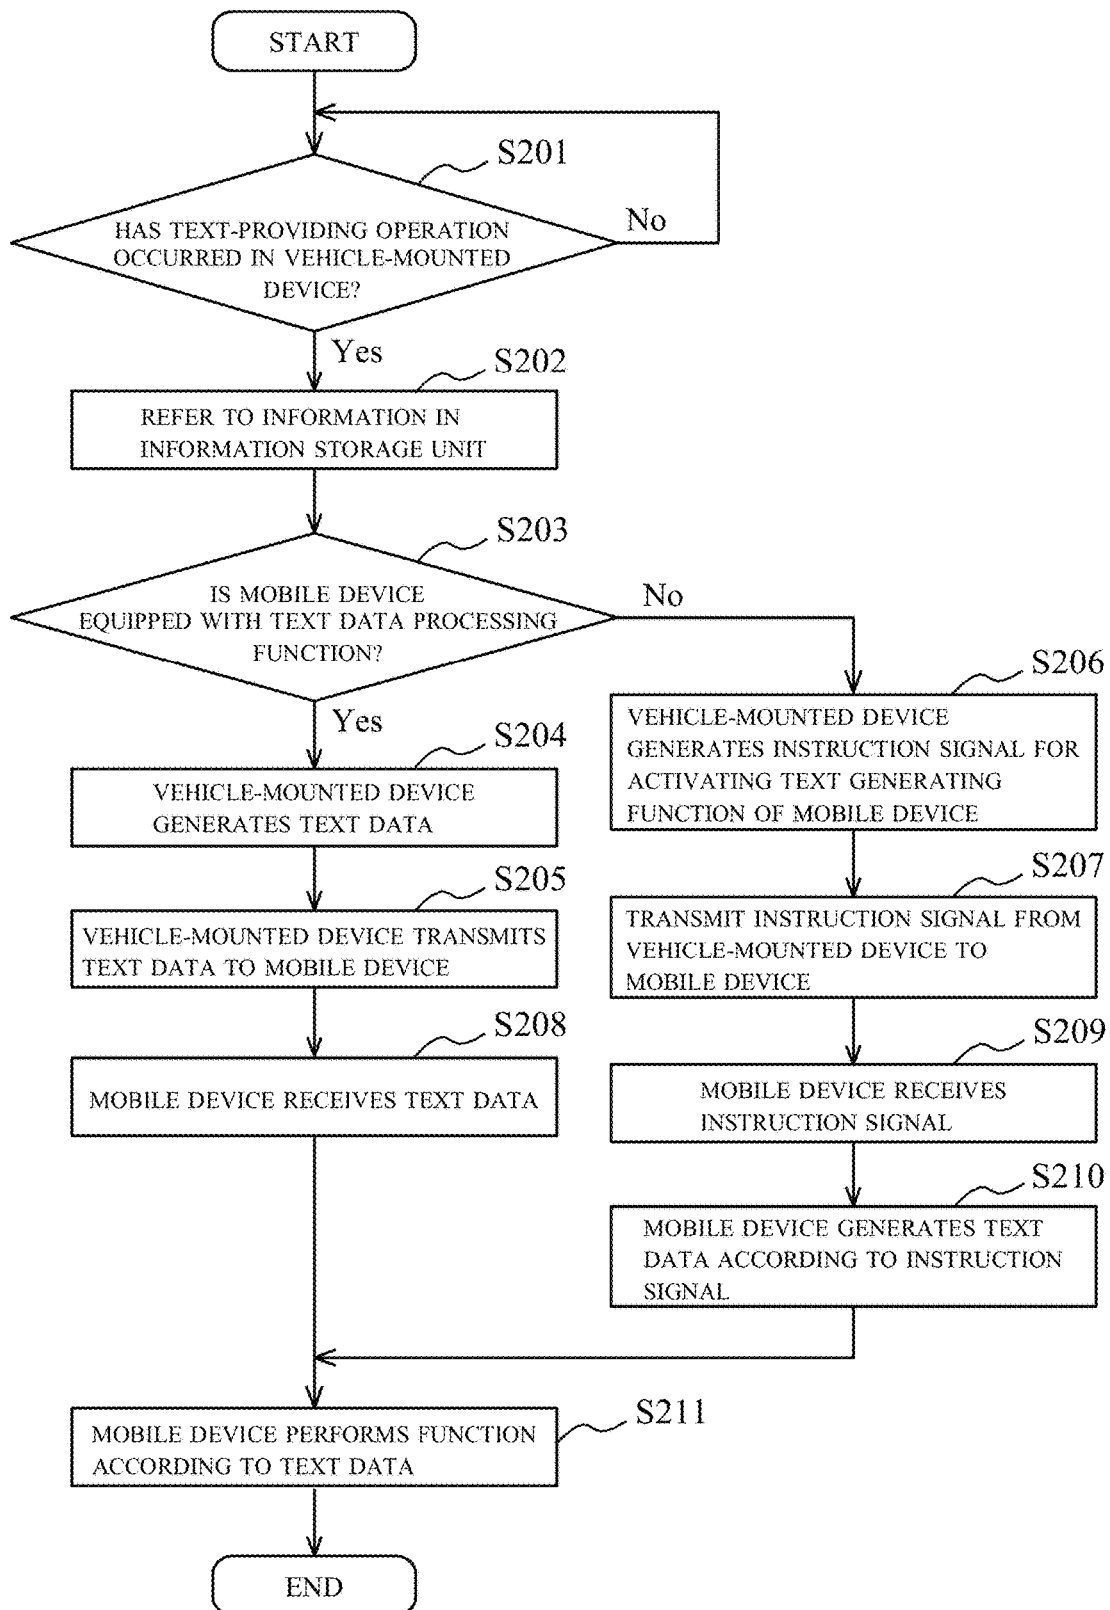 START
S201
HAS TEXT-PROVIDING OPERATION
OCCURRED IN VEHICLE-MOUNTED
DEVICE?
No
Yes
S202
REFER TO INFORMATION IN
INFORMATION STORAGE UNIT
S203
IS MOBILE DEVICE
EQUIPPED WITH TEXT DATA PROCESSING
FUNCTION?
No
Yes
S204
VEHICLE-MOUNTED DEVICE
GENERATES TEXT DATA
S205
VEHICLE-MOUNTED DEVICE TRANSMITS
TEXT DATA TO MOBILE DEVICE
S208
MOBILE DEVICE RECEIVES TEXT DATA
S206
VEHICLE-MOUNTED DEVICE
GENERATES INSTRUCTION SIGNAL FOR
ACTIVATING TEXT GENERATING
FUNCTION OF MOBILE DEVICE
S207
TRANSMIT INSTRUCTION SIGNAL FROM
VEHICLE-MOUNTED DEVICE TO
MOBILE DEVICE
S209
MOBILE DEVICE RECEIVES
INSTRUCTION SIGNAL
S210
MOBILE DEVICE GENERATES TEXT
DATA ACCORDING TO INSTRUCTION
SIGNAL
S211
MOBILE DEVICE PERFORMS FUNCTION
ACCORDING TO TEXT DATA
END